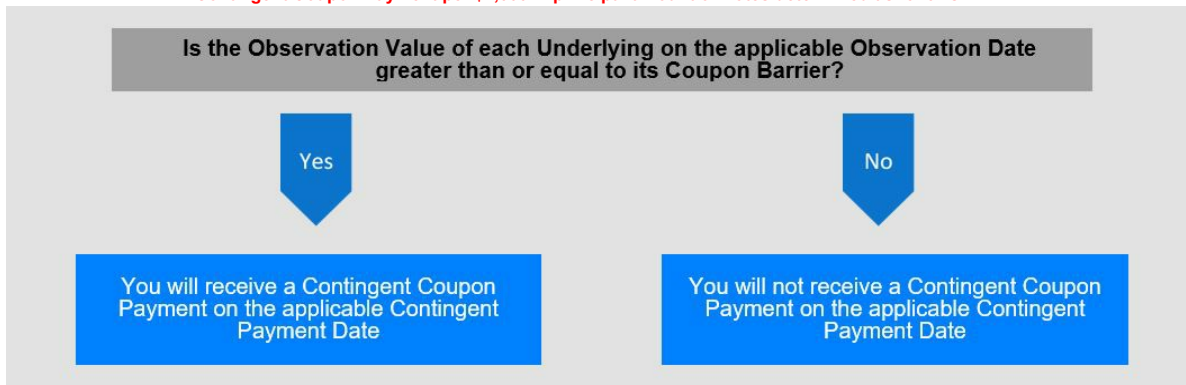 Is the Observation Value of each Underlying on the applicable Observation Date
greater than or equal to its Coupon Barrier?
Yes
No
You will receive a Contingent Coupon
Payment on the applicable Contingent
Payment Date
You will not receive a Contingent Coupon
Payment on the applicable Contingent
Payment Date